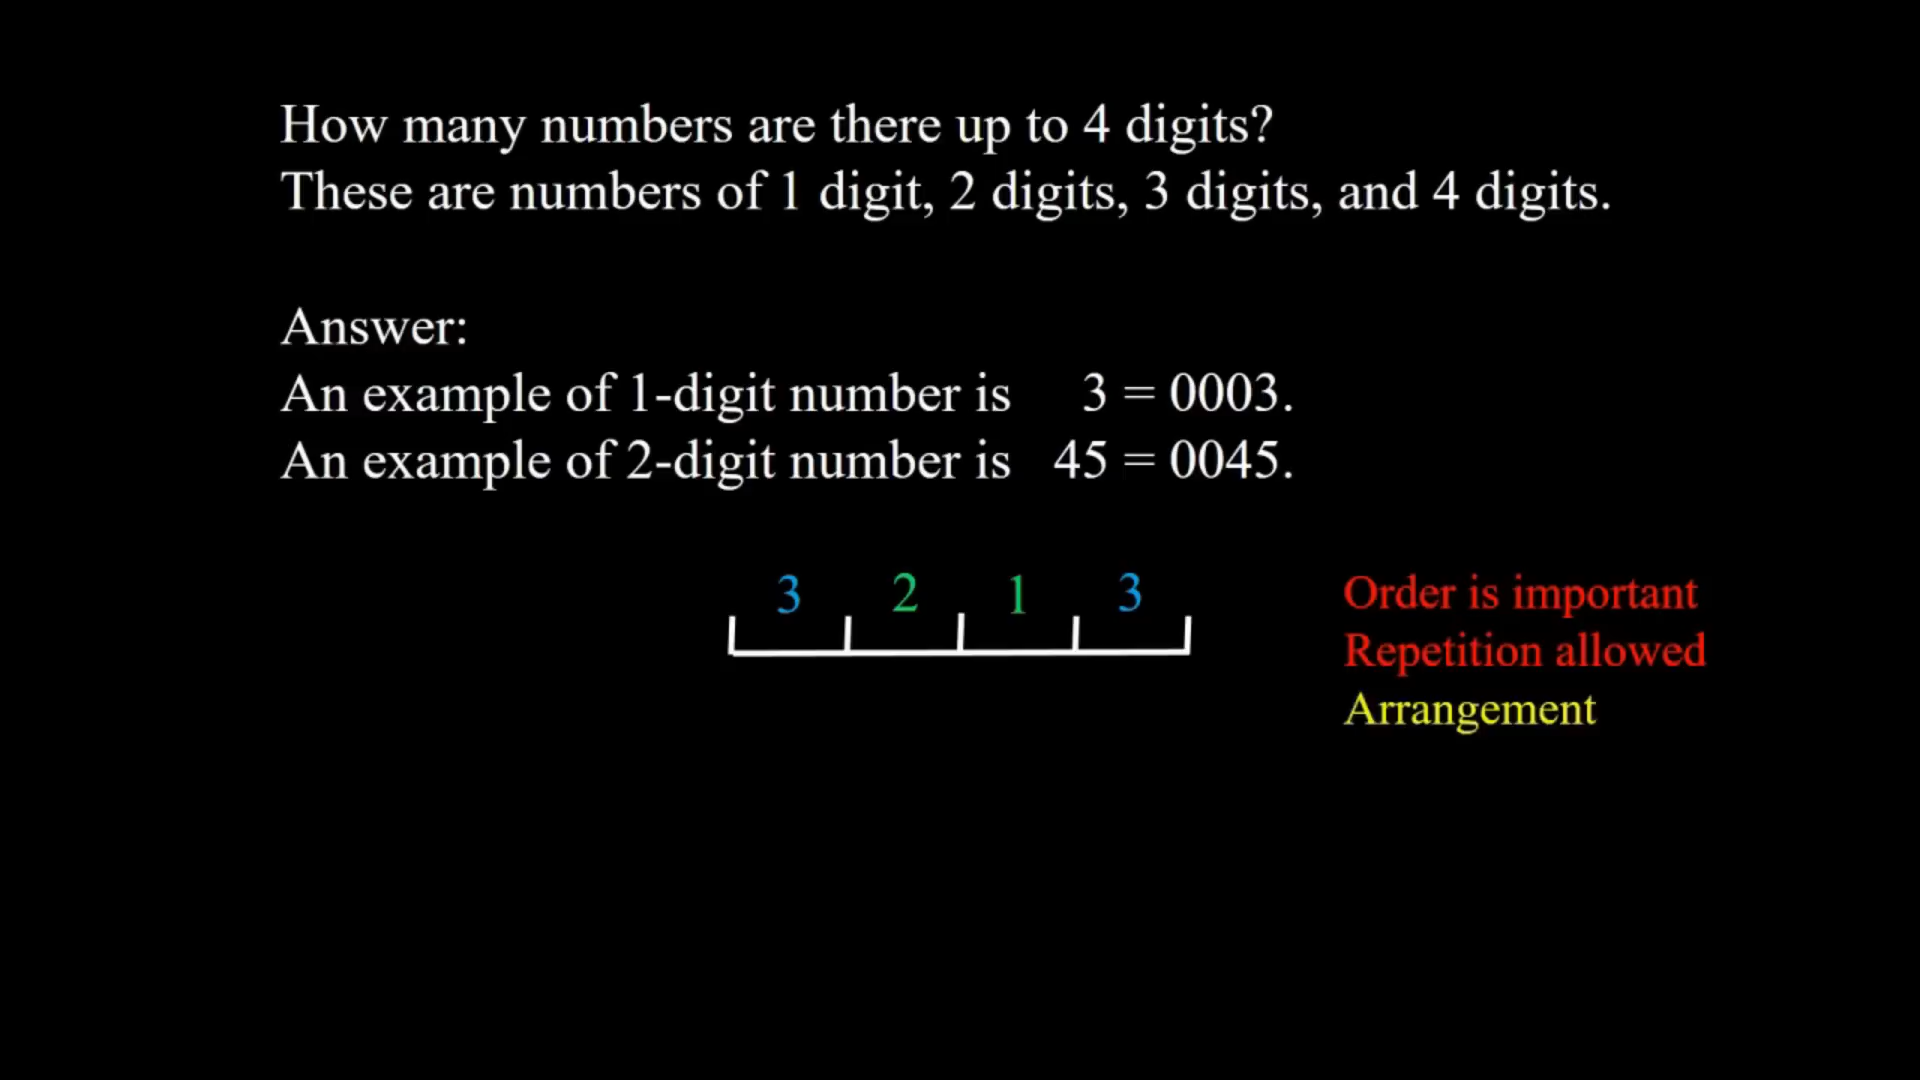 How many numbers are there up to 4 digits?
These are numbers of 1 digit, 2 digits, 3 digits, and 4 digits.
Answer:
An example of 1-digit number is 3 = 0003.
An example of 2-digit number is 45 = 0045.
3 2 1 3
Order is important
Repetition allowed
Arrangement